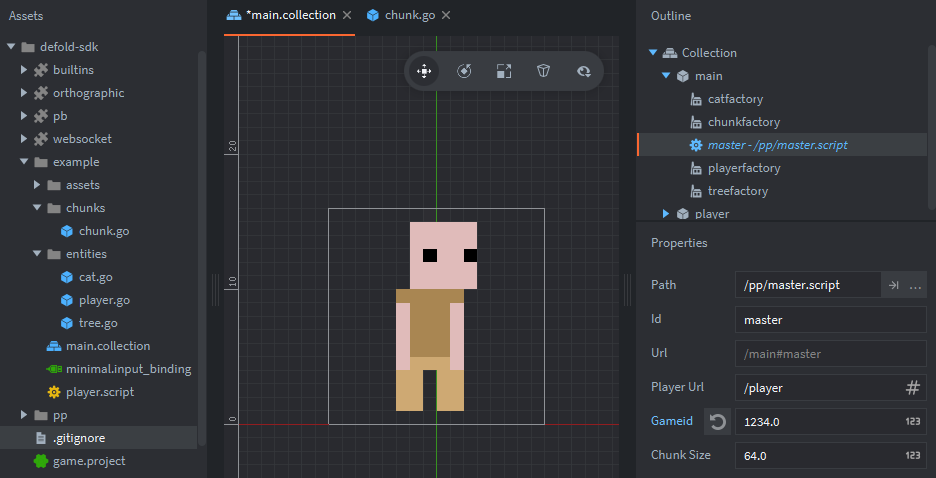 Assets
defold-sdk
builtins
orthographic
pb
websocket
example
assets
chunks
chunk.go
entities
cat.go
player.go
tree.go
main.collection
minimal.input_binding
player.script
pp
.gitignore
game.project
*main.collection
chunk.go
20
10
0
Outline
Collection
main
catfactory
chunkfactory
master - /pp/master.script
playerfactory
treefactory
player
Properties
Path /pp/master.script ...
Id master
Url /main#master
Player Url /player #
Gameid 1234.0 123
Chunk Size 64.0 123